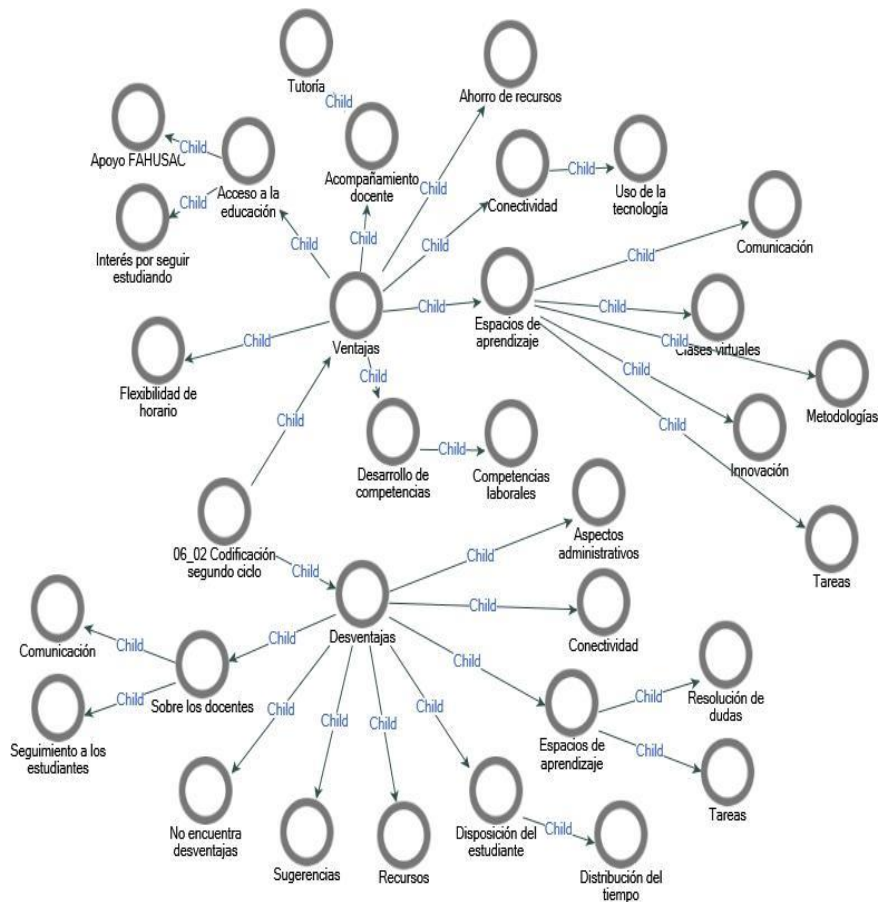 Tutoría
Child
Ahorro de recursos
Child
Apoyo FAHUSAC
Child
Acceso a la
educación
Acompañamiento
docente
Child
Conectividad
Child
Uso de la
tecnología
Child
Interés por seguir
estudiando
Child
Child
Child
Comunicación
Child
Ventajas
Child
Espacios de
aprendizaje
Child
Clases virtuales
Child
Child
Flexibilidad de
horario
Child
Metodologías
Child
Child
Innovación
Child
Desarrollo de
competencias
Child
Competencias
laborales
Tareas
06_02 Codificación
segundo ciclo
Child
Aspectos
administrativos
Child
Desventajas
Child
Conectividad
Comunicación
Child
Child
Sobre los docentes
Child
Seguimiento a los
estudiantes
Child
Espacios de
aprendizaje
Child
Resolución de
dudas
Child
Tareas
Child
Child
Child
Child
No encuentra
desventajas
Sugerencias
Recursos
Disposición del
estudiante
Child
Distribución del
tiempo